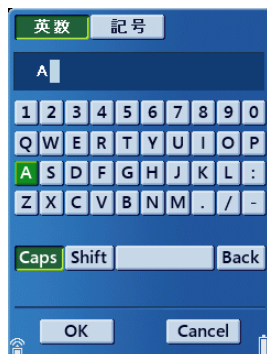 英数 記号
A
1 2 3 4 5 6 7 8 9 0
Q W E R T Y U I O P
A S D F G H J K L :
Z X C V B N M . / -
Caps Shift Back
OK Cancel